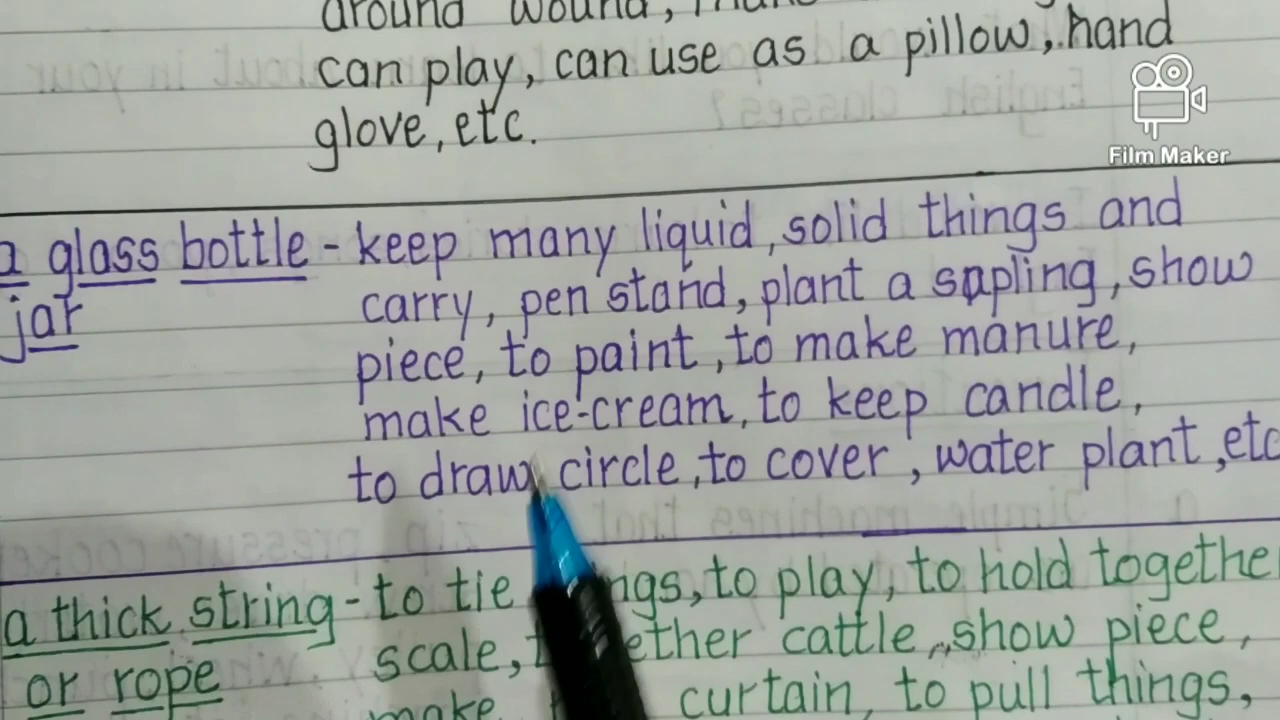 around wound,
can play, can use as a pillow, hand
glove, etc.
Film Maker
a glass bottle - keep many liquid, solid things and
jar carry, pen stand, plant a sapling, show
piece, to paint, to make manure,
make ice-cream, to keep candle,
to draw circle, to cover, water plant, etc
a thick string - to tie to play, to hold together
or rope scale, cattle, show piece,
make curtain, to pull things,